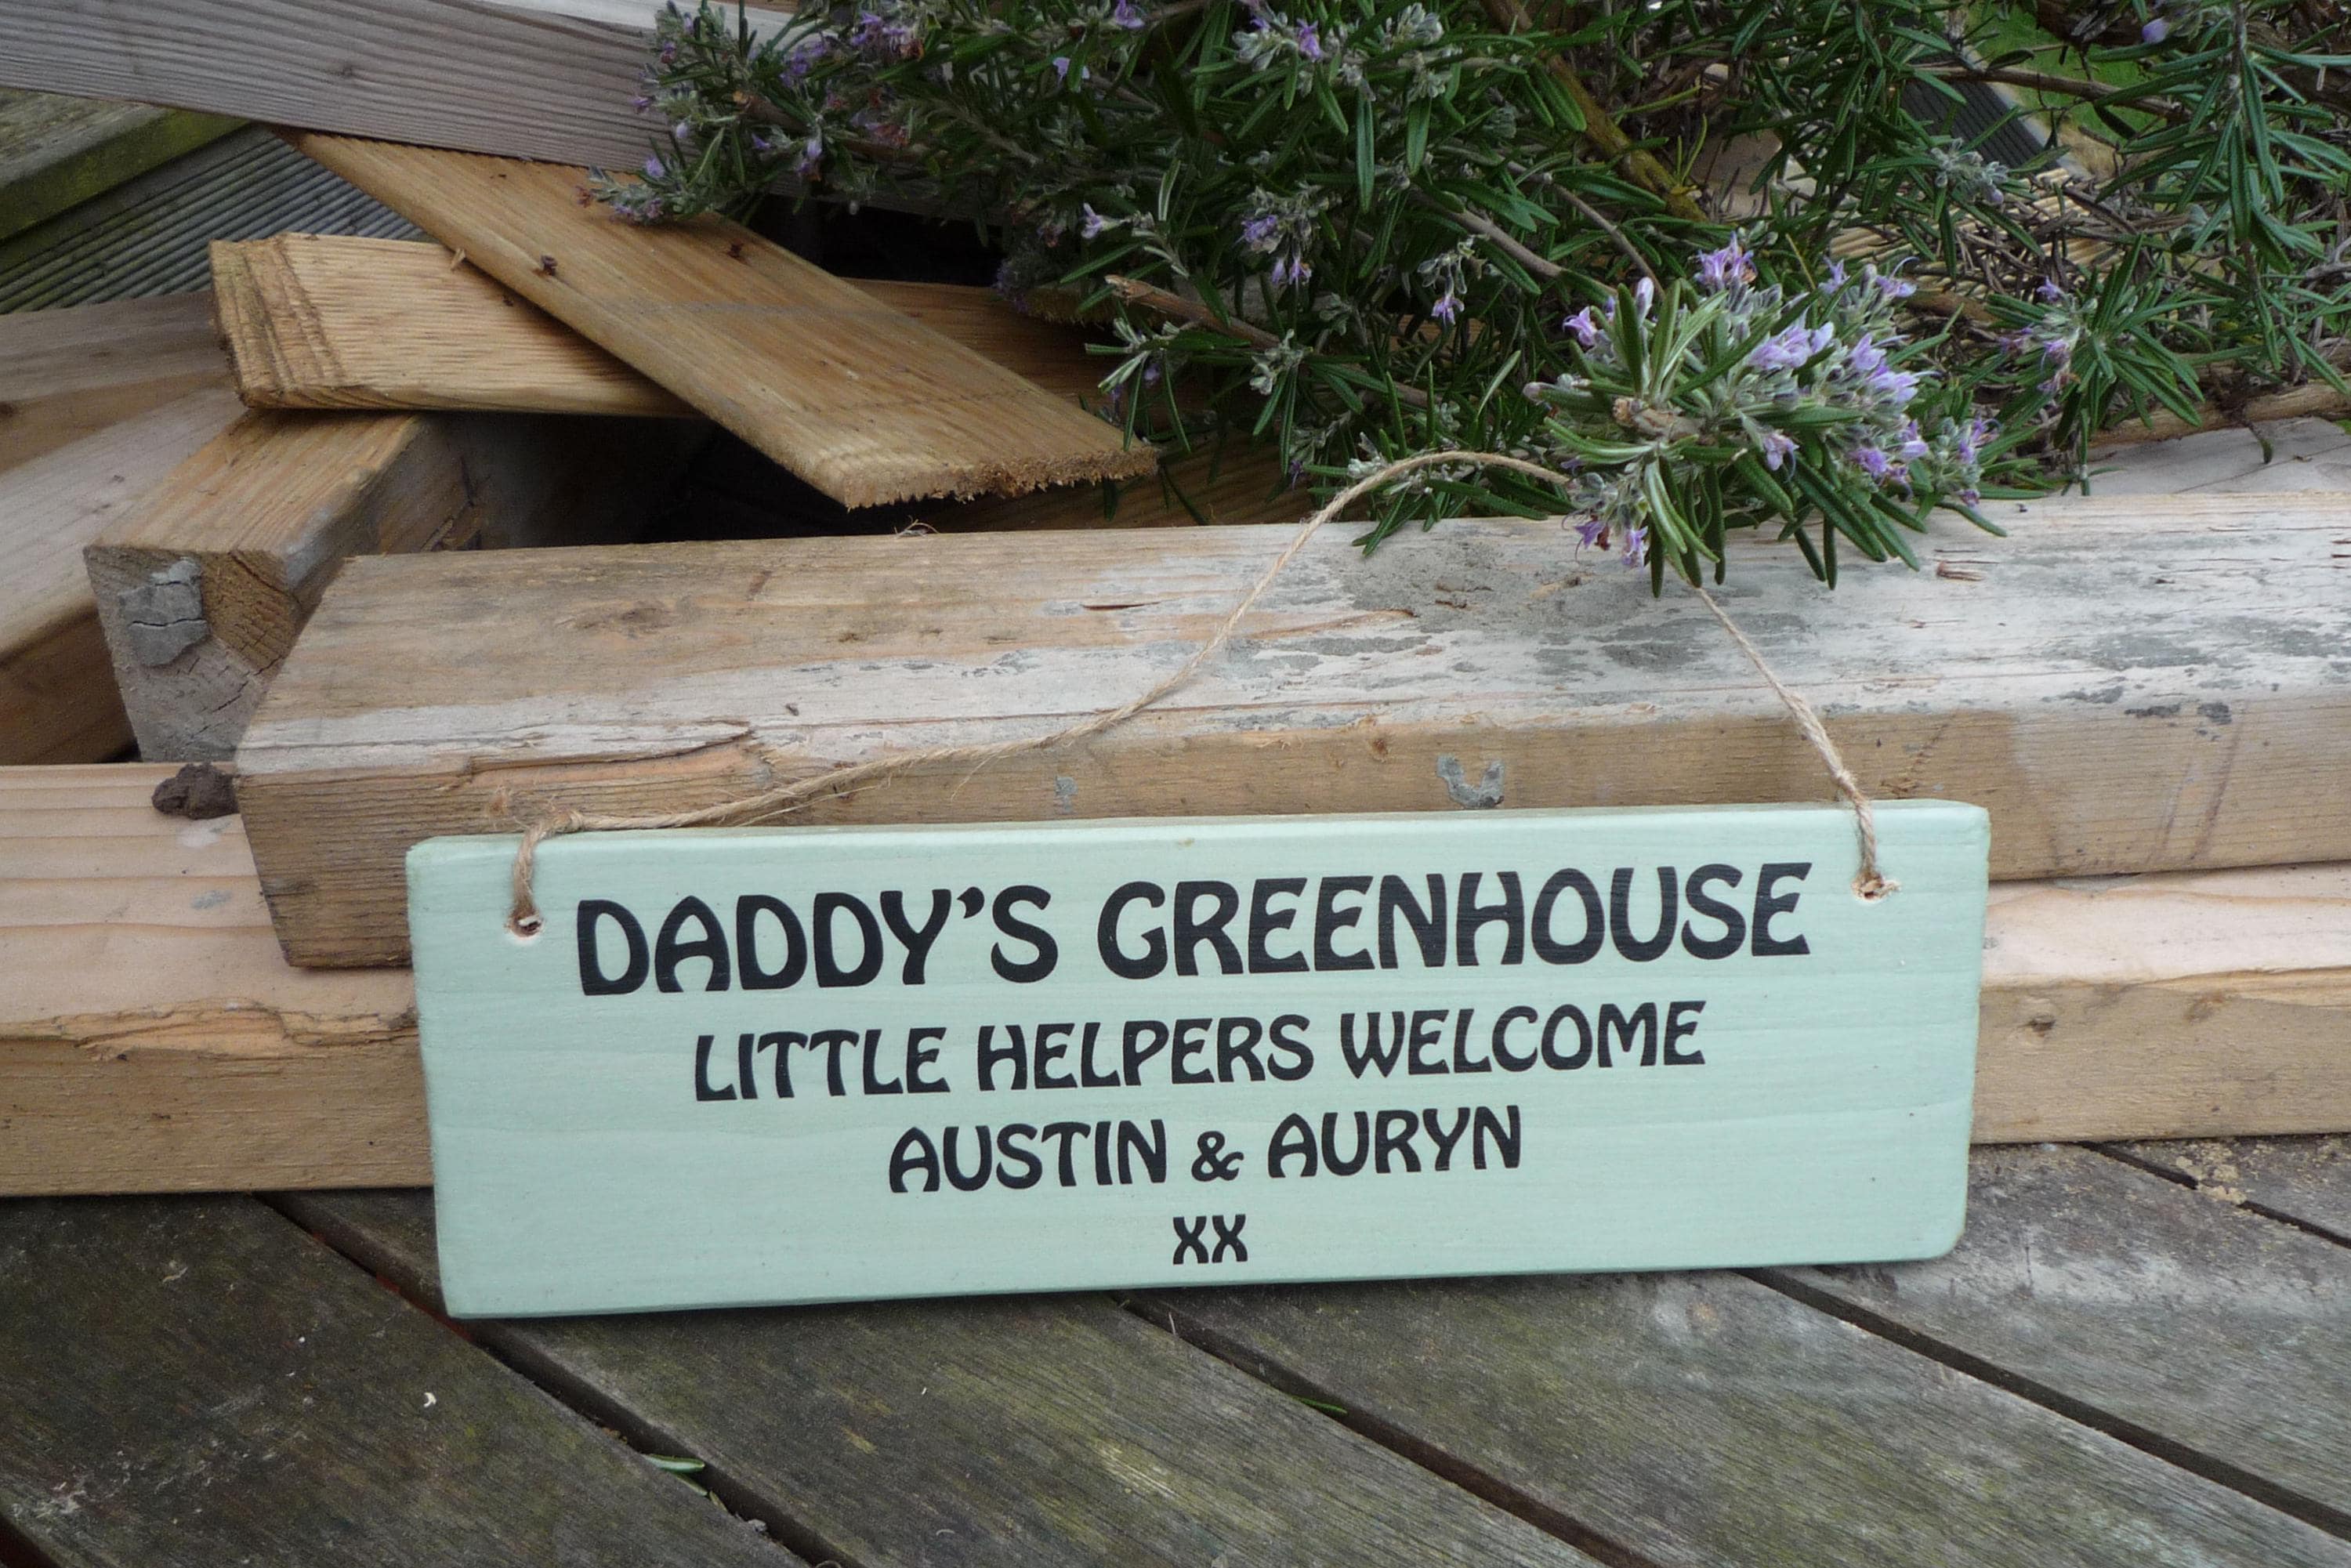 DADDY'S GREENHOUSE
LITTLE HELPERS WELCOME
AUSTIN & AURYN
XX